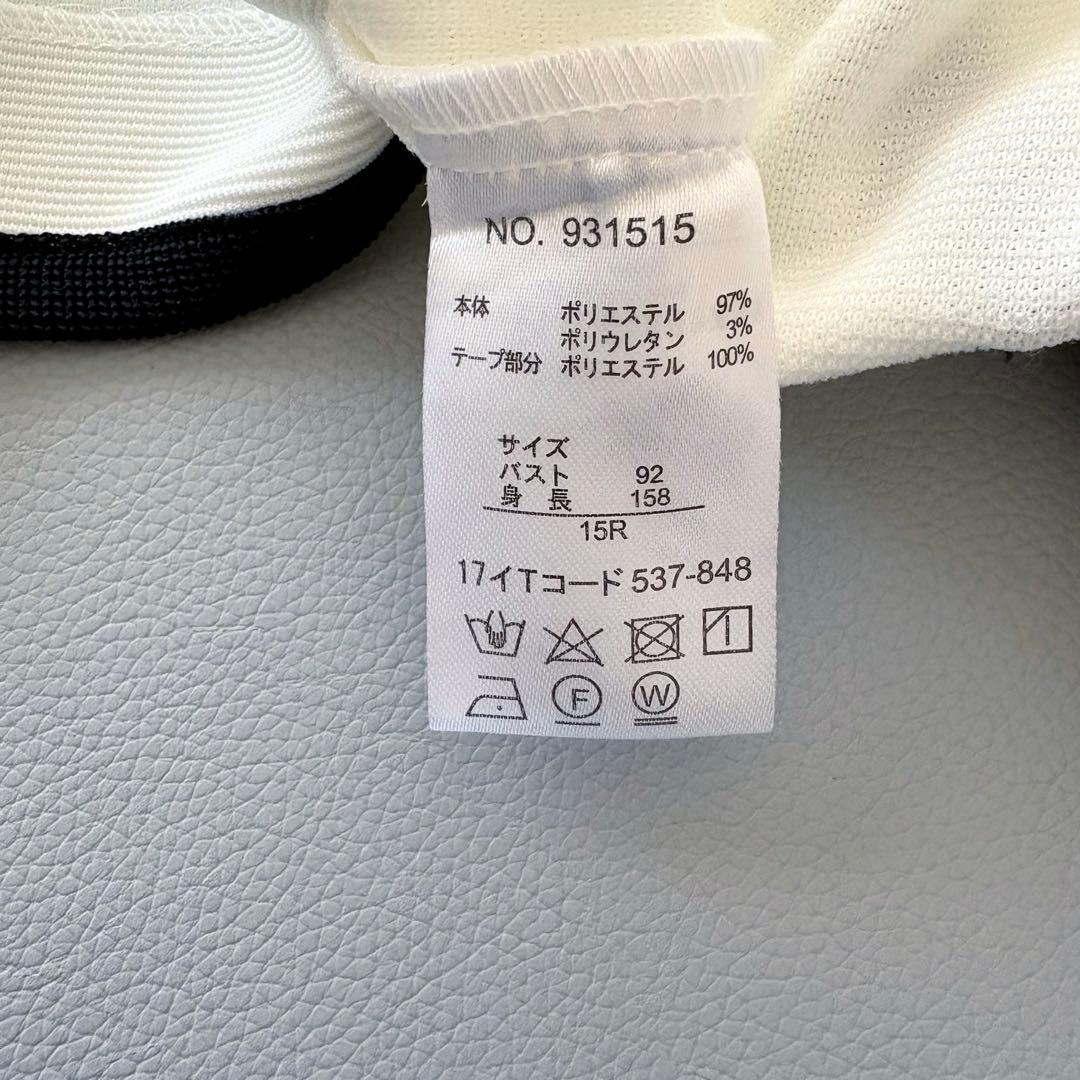 NO. 931515
本体 ポリエステル 97%
ポリウレタン 3%
テープ部分 ポリエステル 100%
サイズ
バスト 92
身長 158
15R
17イTコード 537-848
F W